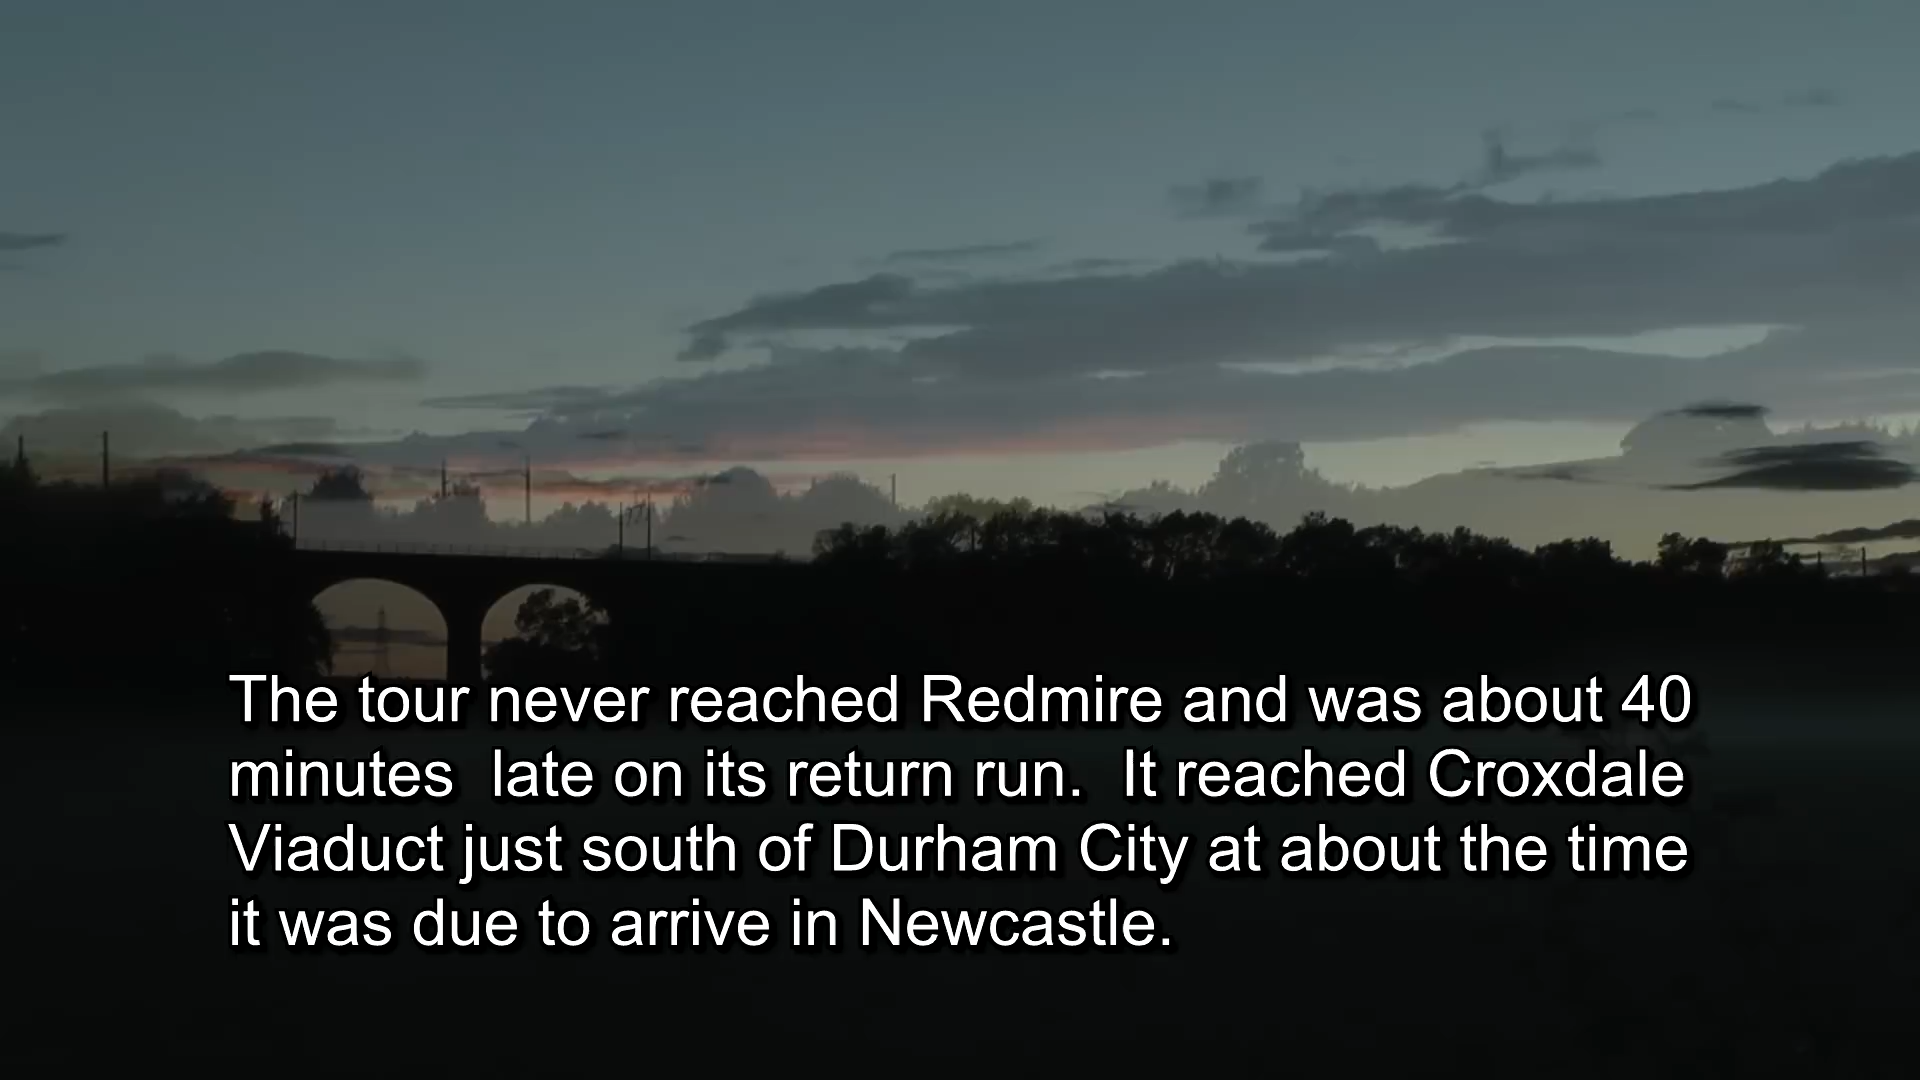 The tour never reached Redmire and was about 40
minutes  late on its return run.  It reached Croxdale
Viaduct just south of Durham City at about the time
it was due to arrive in Newcastle.